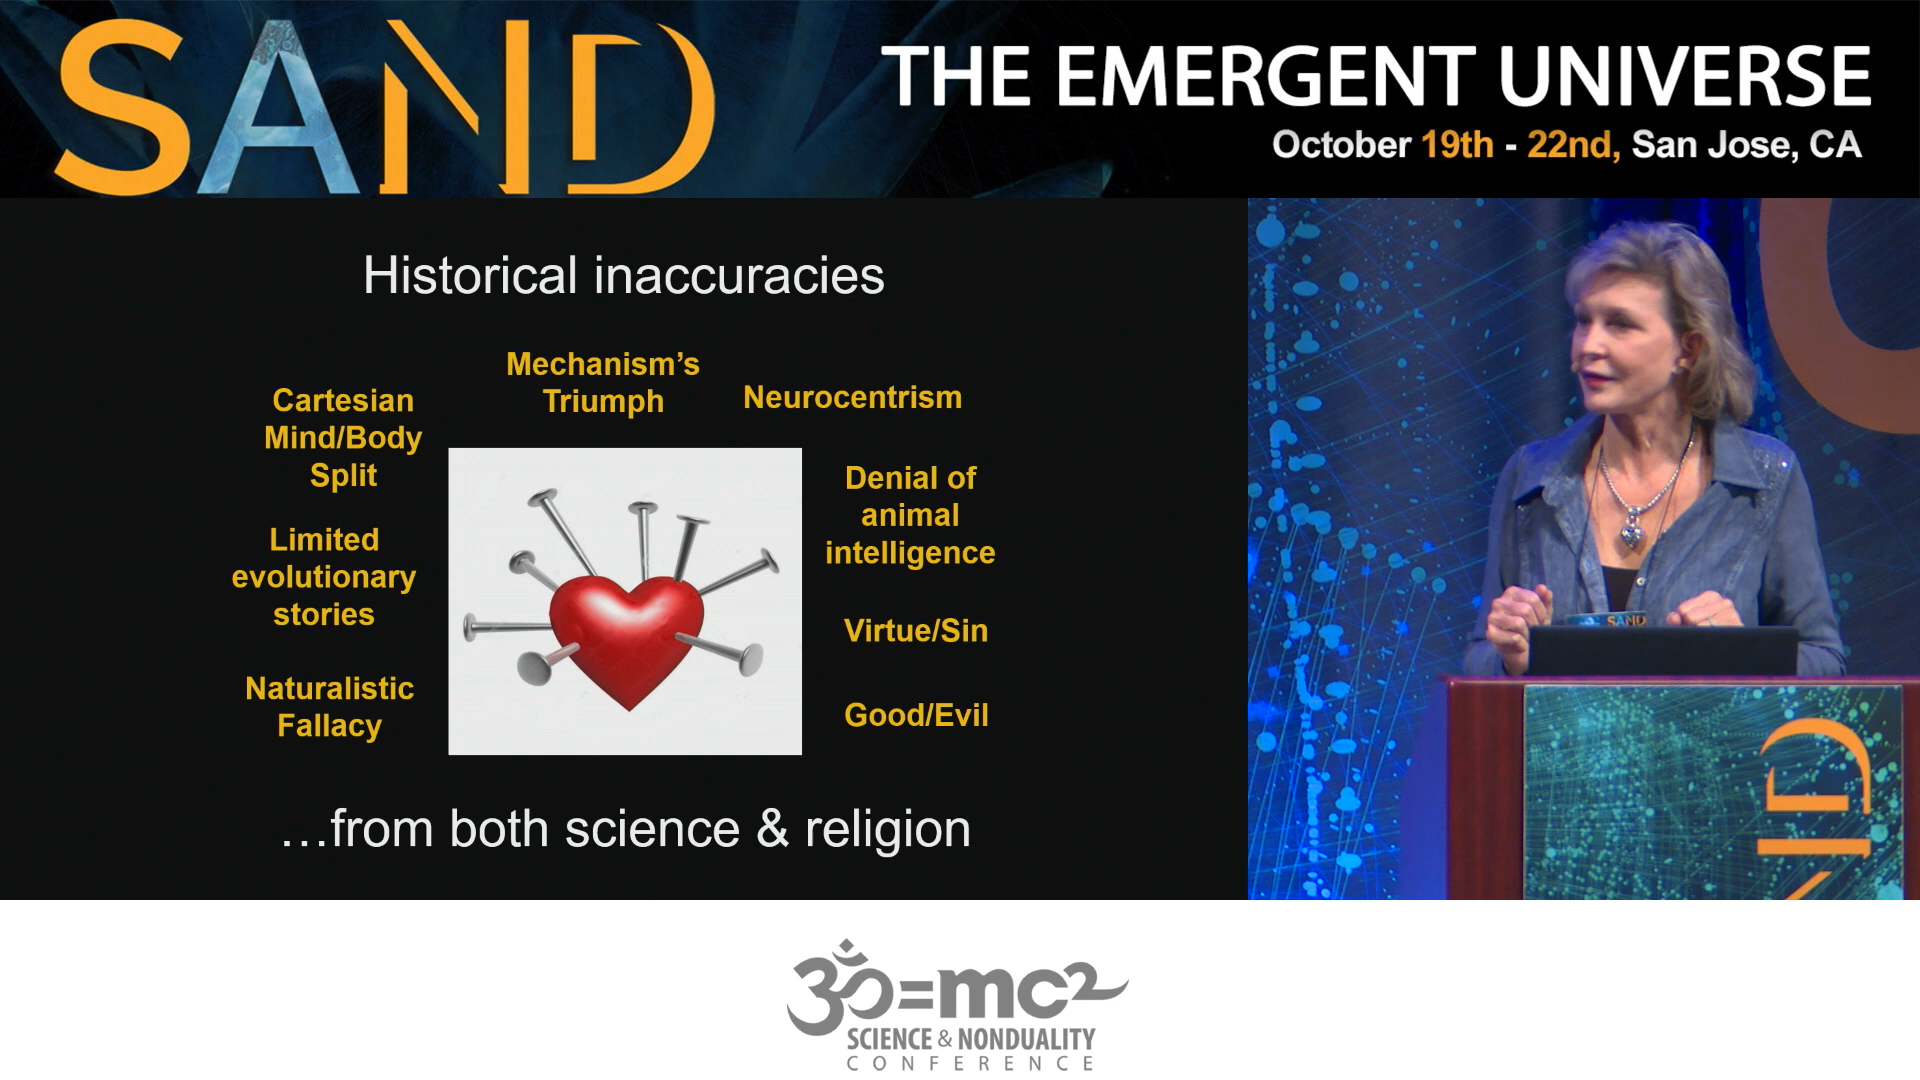 SAND
THE EMERGENT UNIVERSE
October 19th - 22nd, San Jose, CA
Historical inaccuracies
Mechanism’s
Triumph
Neurocentrism
Cartesian
Mind/Body
Split
Denial of
animal
intelligence
Limited
evolutionary
stories
Virtue/Sin
Naturalistic
Fallacy
Good/Evil
…from both science & religion
SAND
ॐ=mc²
SCIENCE & NONDUALITY
CONFERENCE